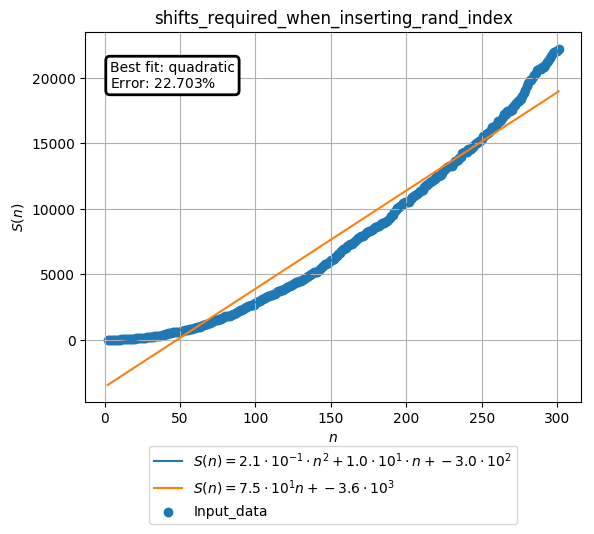 shifts_required_when_inserting_rand_index
Best fit: quadratic
Error: 22.703%
20000
15000
10000
5000
0
S(n)
0 50 100 150 200 250 300
n
S(n) = 2.1 · 10⁻¹ · n² + 1.0 · 10¹ · n + −3.0 · 10²
S(n) = 7.5 · 10¹n + −3.6 · 10³
Input_data